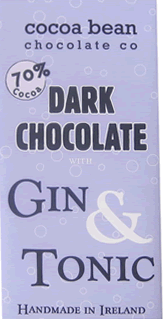 cocoa bean
chocolate co
70%
cocoa
DARK
CHOCOLATE
WITH
GIN
&
TONIC
HANDMADE IN IRELAND